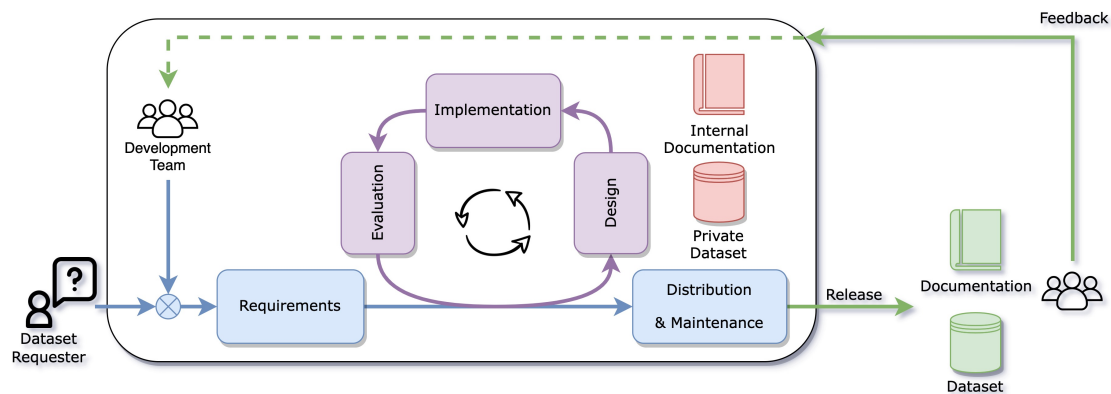 Feedback
Implementation
Internal
Documentation
Development
Team
Evaluation
Design
Private
Dataset
Requirements
Distribution
& Maintenance
Release
Documentation
?
Dataset
Requester
Dataset